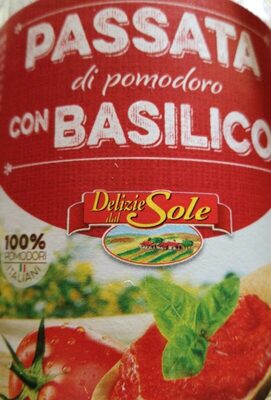 PASSATA
di pomodoro
CON BASILICO
Delizie
dal
Sole
100%
POMODORI
ITALIANI